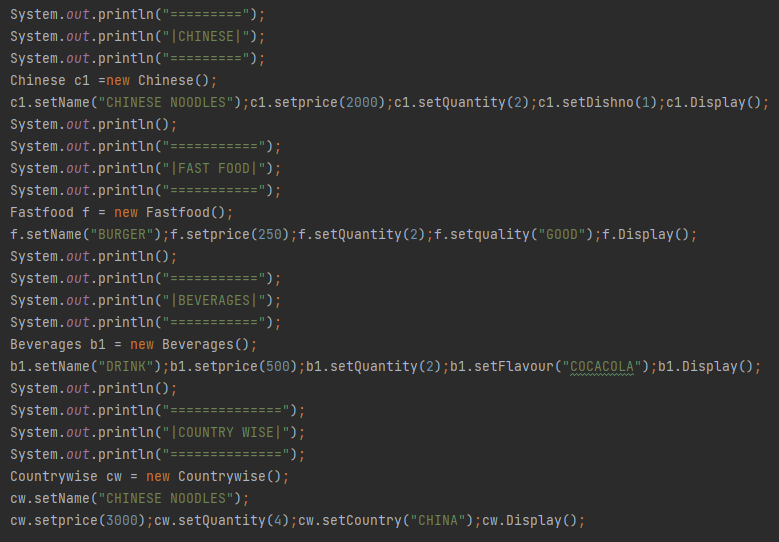 System.out.println("=========");
System.out.println("|CHINESE|");
System.out.println("=========");
Chinese c1 =new Chinese();
c1.setName("CHINESE NOODLES");c1.setprice(2000);c1.setQuantity(2);c1.setDishno(1);c1.Display();
System.out.println();
System.out.println("===========");
System.out.println("|FAST FOOD|");
System.out.println("===========");
Fastfood f = new Fastfood();
f.setName("BURGER");f.setprice(250);f.setQuantity(2);f.setquality("GOOD");f.Display();
System.out.println();
System.out.println("===========");
System.out.println("|BEVERAGES|");
System.out.println("===========");
Beverages b1 = new Beverages();
b1.setName("DRINK");b1.setprice(500);b1.setQuantity(2);b1.setFlavour("COCACOLA");b1.Display();
System.out.println();
System.out.println("==============");
System.out.println("|COUNTRY WISE|");
System.out.println("==============");
Countrywise cw = new Countrywise();
cw.setName("CHINESE NOODLES");
cw.setprice(3000);cw.setQuantity(4);cw.setCountry("CHINA");cw.Display();